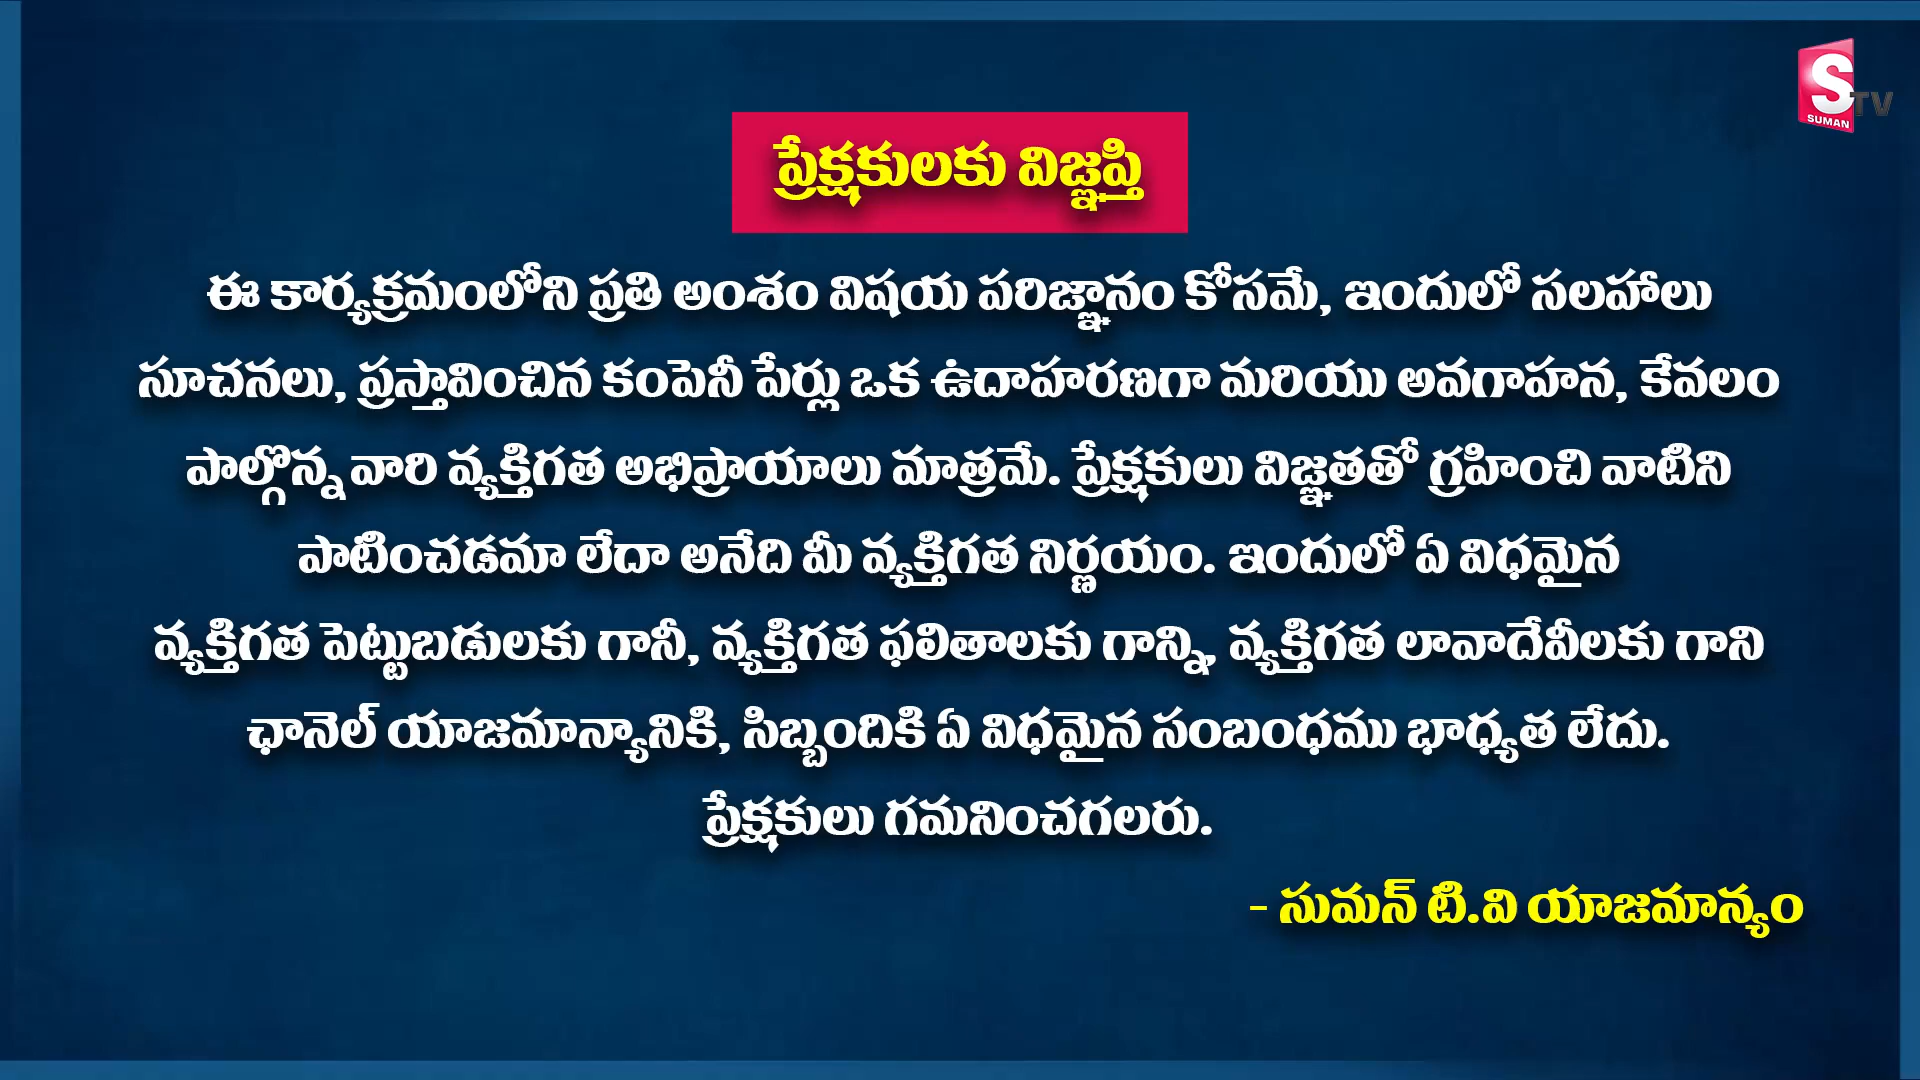 S TV
SUMAN
ప్రేక్షకులకు విజ్ఞప్తి
ఈ కార్యక్రమంలోని ప్రతి అంశం విషయ పరిజ్ఞానం కోసమే, ఇందులో సలహాలు
సూచనలు, ప్రస్తావించిన కంపెనీ పేర్లు ఒక ఉదాహరణగా మరియు అవగాహన, కేవలం
పాల్గొన్న వారి వ్యక్తిగత అభిప్రాయాలు మాత్రమే. ప్రేక్షకులు విజ్ఞతతో గ్రహించి వాటిని
పాటించడమా లేదా అనేది మీ వ్యక్తిగత నిర్ణయం. ఇందులో ఏ విధమైన
వ్యక్తిగత పెట్టుబడులకు గానీ, వ్యక్తిగత ఫలితాలకు గాన్ని, వ్యక్తిగత లావాదేవీలకు గాని
ఛానెల్ యాజమాన్యానికి, సిబ్బందికి ఏ విధమైన సంబంధము భాధ్యత లేదు.
ప్రేక్షకులు గమనించగలరు.
- సుమన్ టి.వి యాజమాన్యం